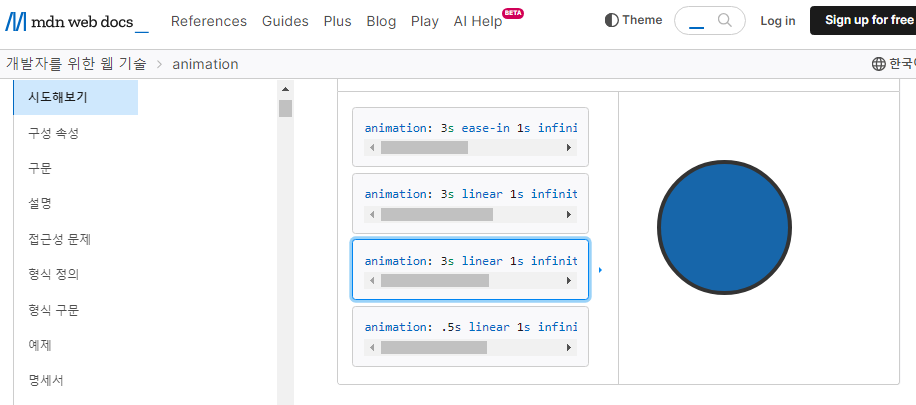 mdn web docs_
References Guides Plus Blog Play AI Help BETA
Theme Log in Sign up for free
개발자를 위한 웹 기술 > animation
한국
시도해보기
구성 속성
구문
설명
접근성 문제
형식 정의
형식 구문
예제
명세서
animation: 3s ease-in 1s infini
animation: 3s linear 1s infinit
animation: 3s linear 1s infinit
animation: .5s linear 1s infini